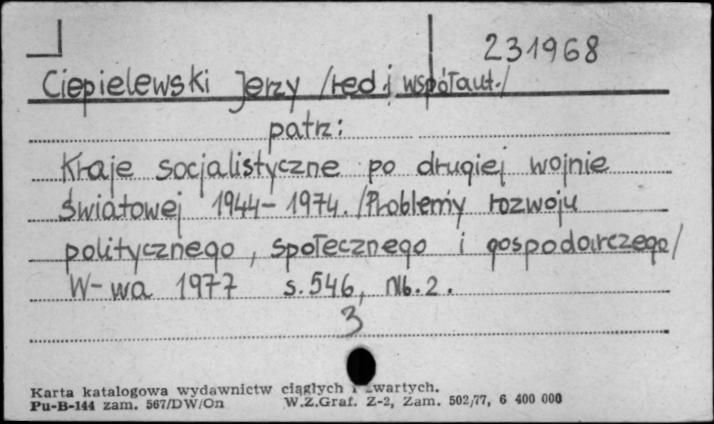 231968
Ciepielewski Jerzy /red.i współaut./
patrz:
Kraje socjalistyczne po drugiej wojnie
światowej 1944-1974. /Problemy rozwoju
politycznego, społecznego i gospodarczego/
W-wa 1977 s.546, Nb.2.
3
Karta katalogowa wydawnictw ciągłych i zwartych.
Pu-B-144 zam. 567/DW/On W.Z.Graf. Z-2, Zam. 502/77, 6 400 000